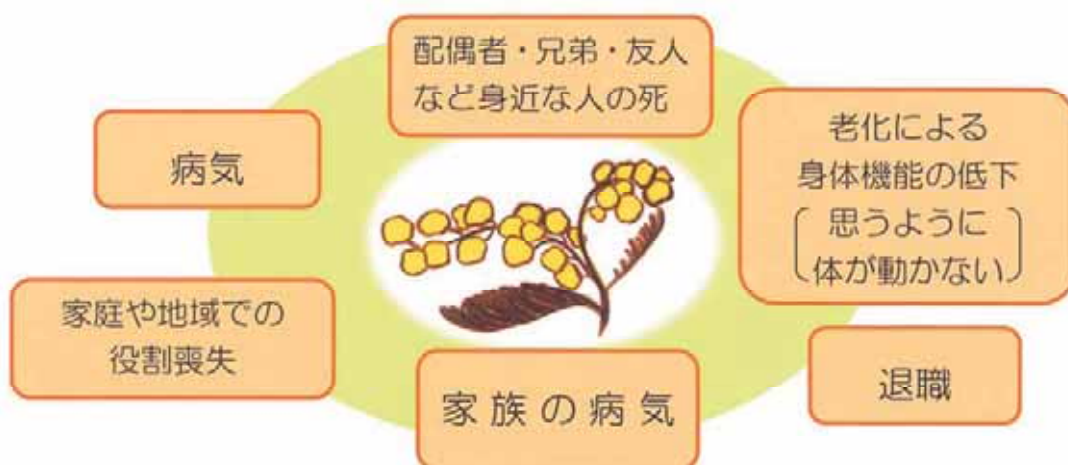 配偶者・兄弟・友人
など身近な人の死
病気
老化による
身体機能の低下
思うように
体が動かない
家庭や地域での
役割喪失
家族の病気
退職